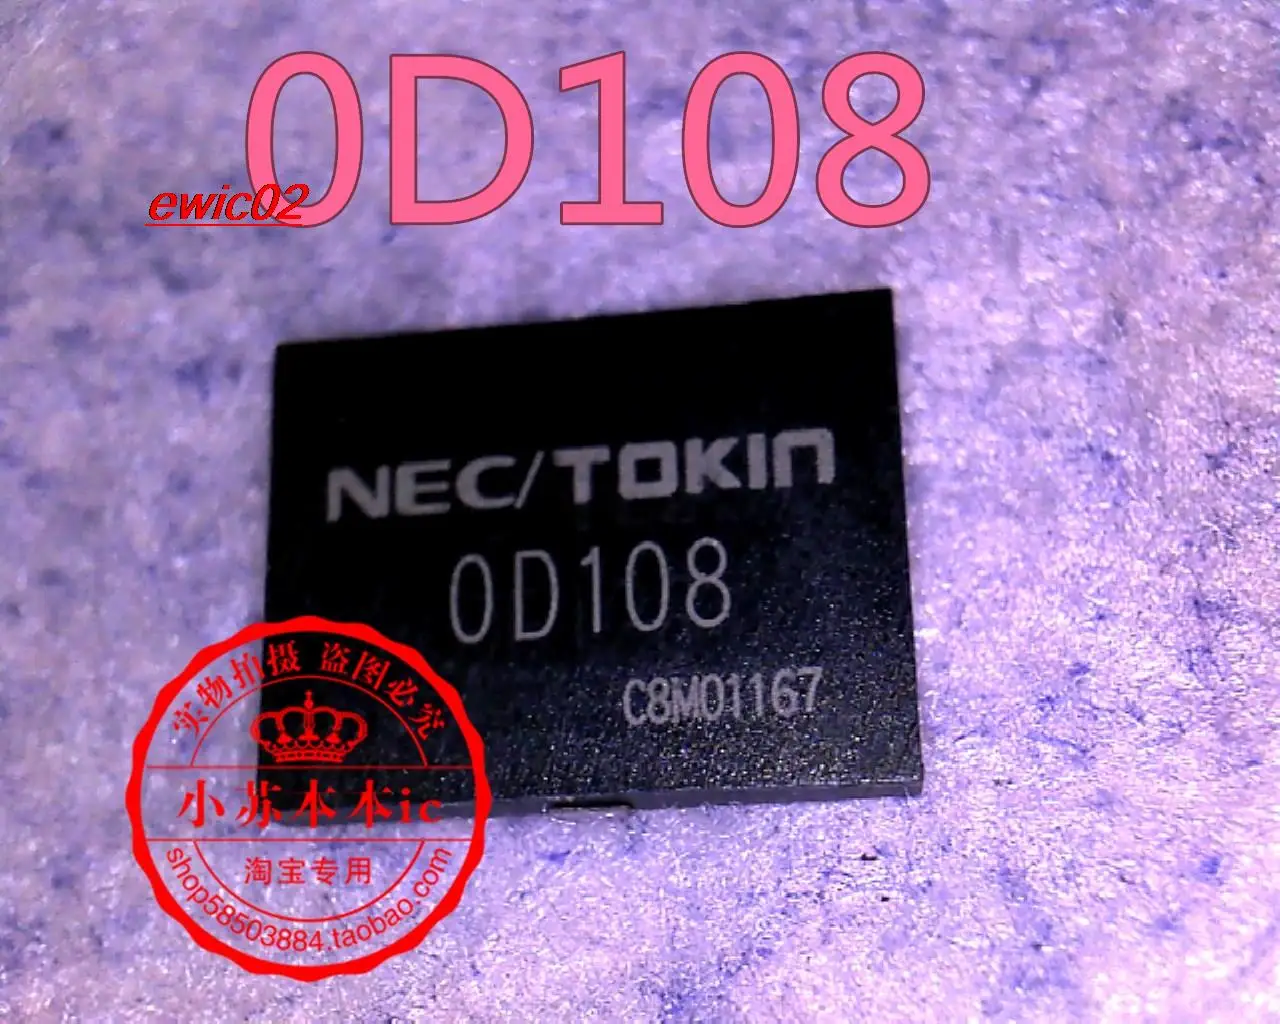 0D108
ewic02
NEC/TOKIN
0D108
C8M01167
实物拍摄 盗图必究
小苏本本ic
淘宝专用
shop58503884.taobao.com